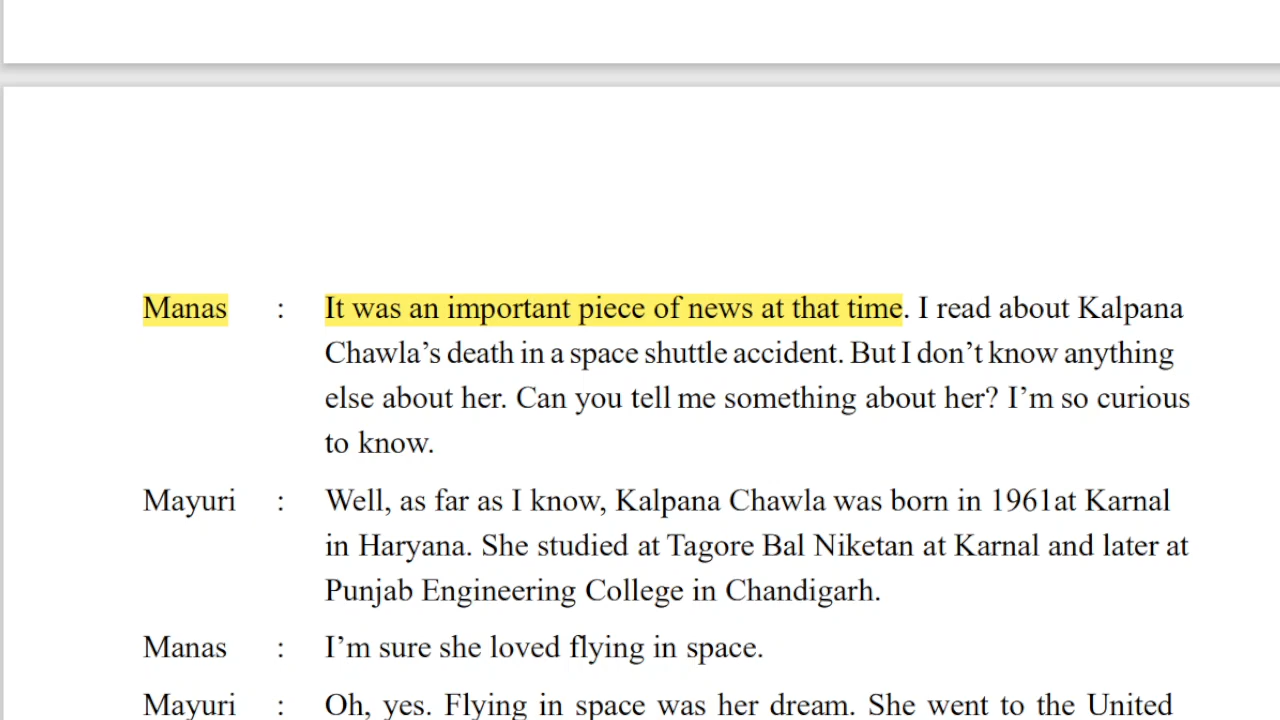 Manas : It was an important piece of news at that time. I read about Kalpana
Chawla’s death in a space shuttle accident. But I don’t know anything
else about her. Can you tell me something about her? I’m so curious
to know.
Mayuri : Well, as far as I know, Kalpana Chawla was born in 1961at Karnal
in Haryana. She studied at Tagore Bal Niketan at Karnal and later at
Punjab Engineering College in Chandigarh.
Manas : I’m sure she loved flying in space.
Mayuri : Oh, yes. Flying in space was her dream. She went to the United